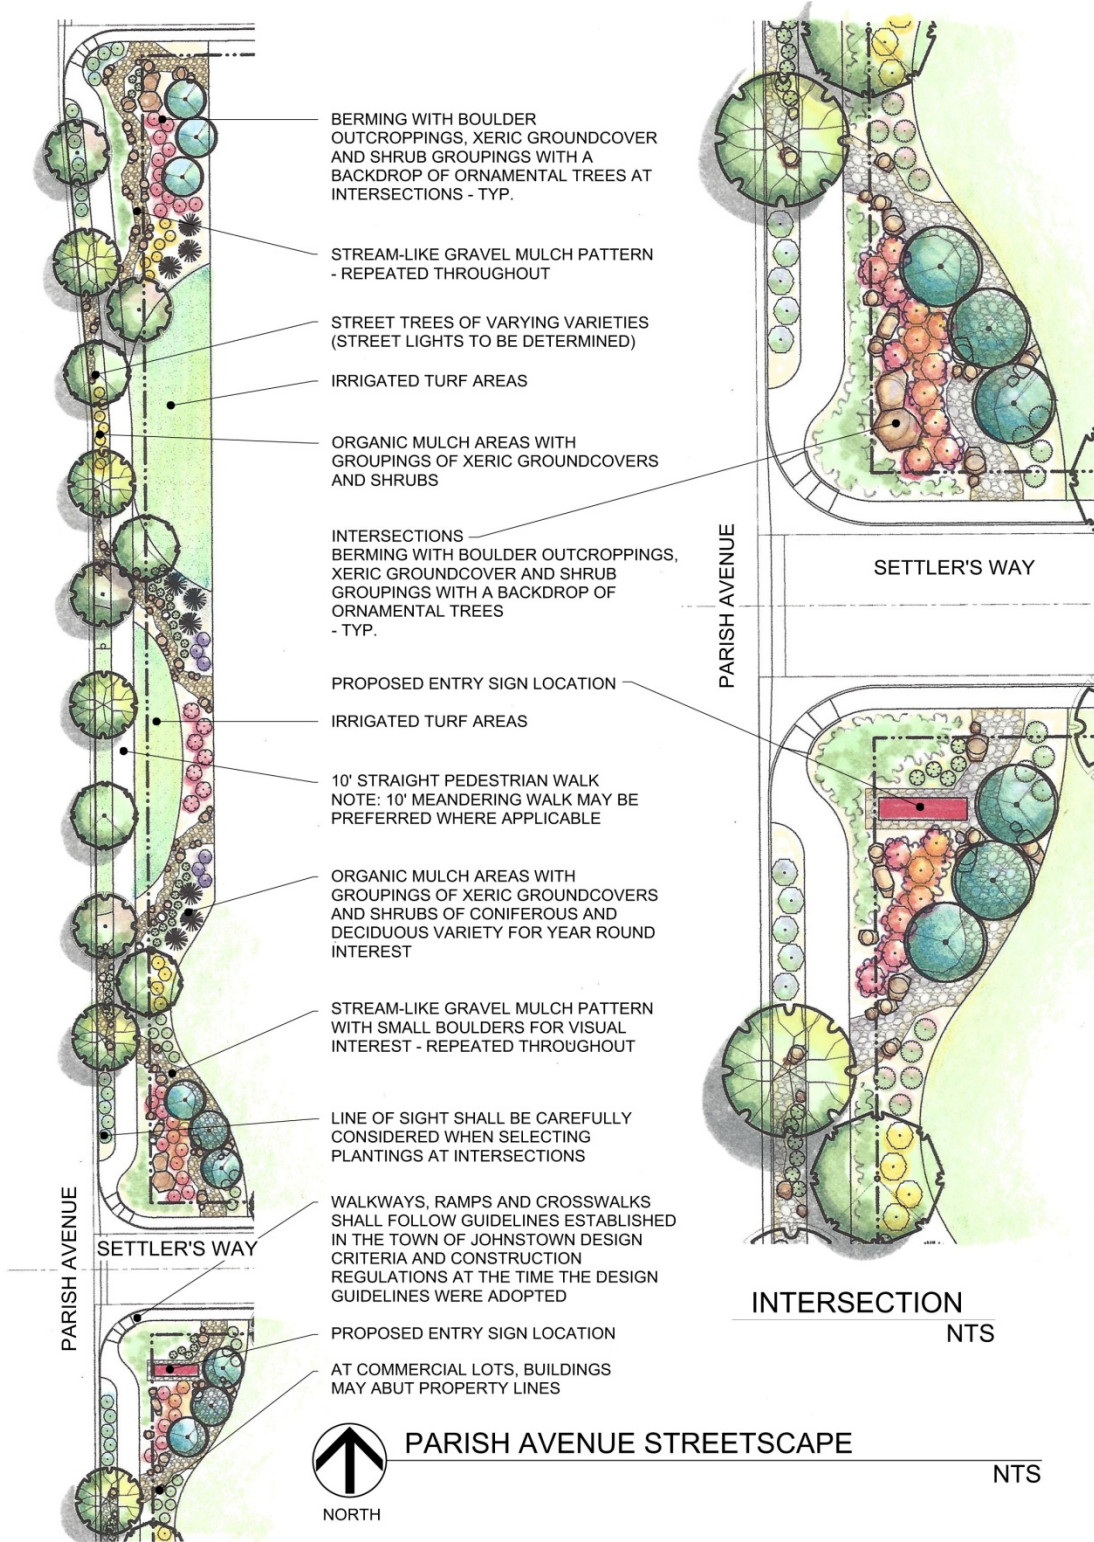 BERMING WITH BOULDER
OUTCROPPINGS, XERIC GROUNDCOVER
AND SHRUB GROUPINGS WITH A
BACKDROP OF ORNAMENTAL TREES AT
INTERSECTIONS - TYP.
STREAM-LIKE GRAVEL MULCH PATTERN
- REPEATED THROUGHOUT
STREET TREES OF VARYING VARIETIES
(STREET LIGHTS TO BE DETERMINED)
IRRIGATED TURF AREAS
ORGANIC MULCH AREAS WITH
GROUPINGS OF XERIC GROUNDCOVERS
AND SHRUBS
INTERSECTIONS
BERMING WITH BOULDER OUTCROPPINGS,
XERIC GROUNDCOVER AND SHRUB
GROUPINGS WITH A BACKDROP OF
ORNAMENTAL TREES
- TYP.
PROPOSED ENTRY SIGN LOCATION
IRRIGATED TURF AREAS
10' STRAIGHT PEDESTRIAN WALK
NOTE: 10' MEANDERING WALK MAY BE
PREFERRED WHERE APPLICABLE
ORGANIC MULCH AREAS WITH
GROUPINGS OF XERIC GROUNDCOVERS
AND SHRUBS OF CONIFEROUS AND
DECIDUOUS VARIETY FOR YEAR ROUND
INTEREST
STREAM-LIKE GRAVEL MULCH PATTERN
WITH SMALL BOULDERS FOR VISUAL
INTEREST - REPEATED THROUGHOUT
LINE OF SIGHT SHALL BE CAREFULLY
CONSIDERED WHEN SELECTING
PLANTINGS AT INTERSECTIONS
WALKWAYS, RAMPS AND CROSSWALKS
SHALL FOLLOW GUIDELINES ESTABLISHED
IN THE TOWN OF JOHNSTOWN DESIGN
CRITERIA AND CONSTRUCTION
REGULATIONS AT THE TIME THE DESIGN
GUIDELINES WERE ADOPTED
PROPOSED ENTRY SIGN LOCATION
AT COMMERCIAL LOTS, BUILDINGS
MAY ABUT PROPERTY LINES
PARISH AVENUE
SETTLER'S WAY
PARISH AVENUE
SETTLER'S WAY
INTERSECTION
NTS
NORTH
PARISH AVENUE STREETSCAPE
NTS